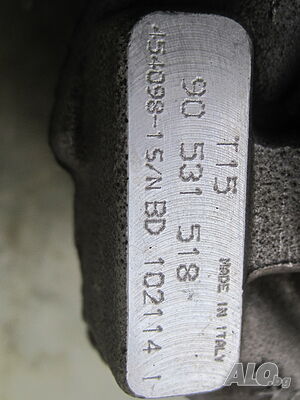 T15
90 531 518
MADE IN ITALY
454098-1 S/N BD 102114
ALO.bg